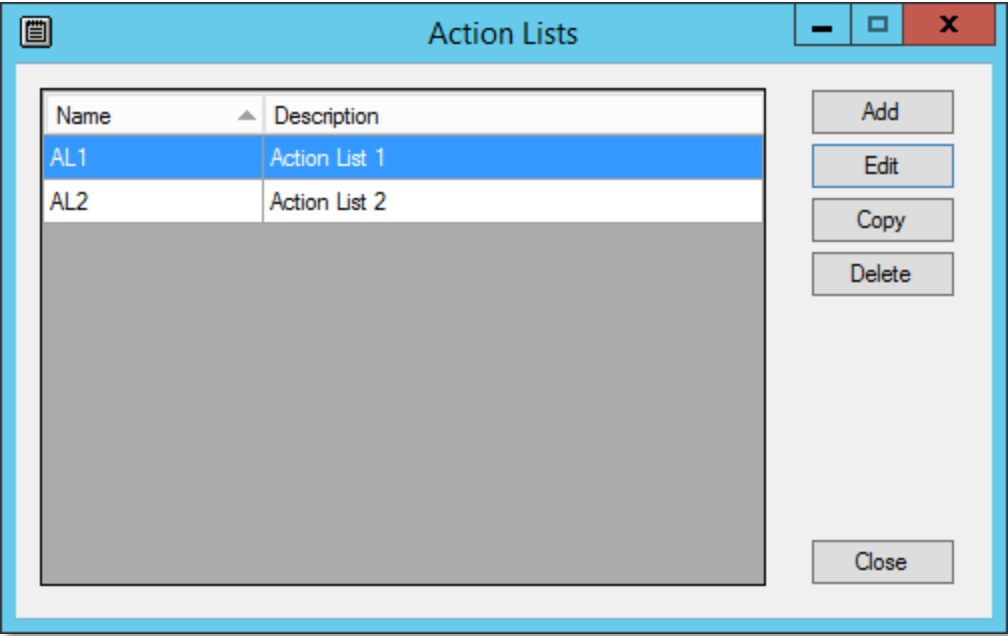 Action Lists
Name Description
AL1 Action List 1
AL2 Action List 2
Add
Edit
Copy
Delete
Close